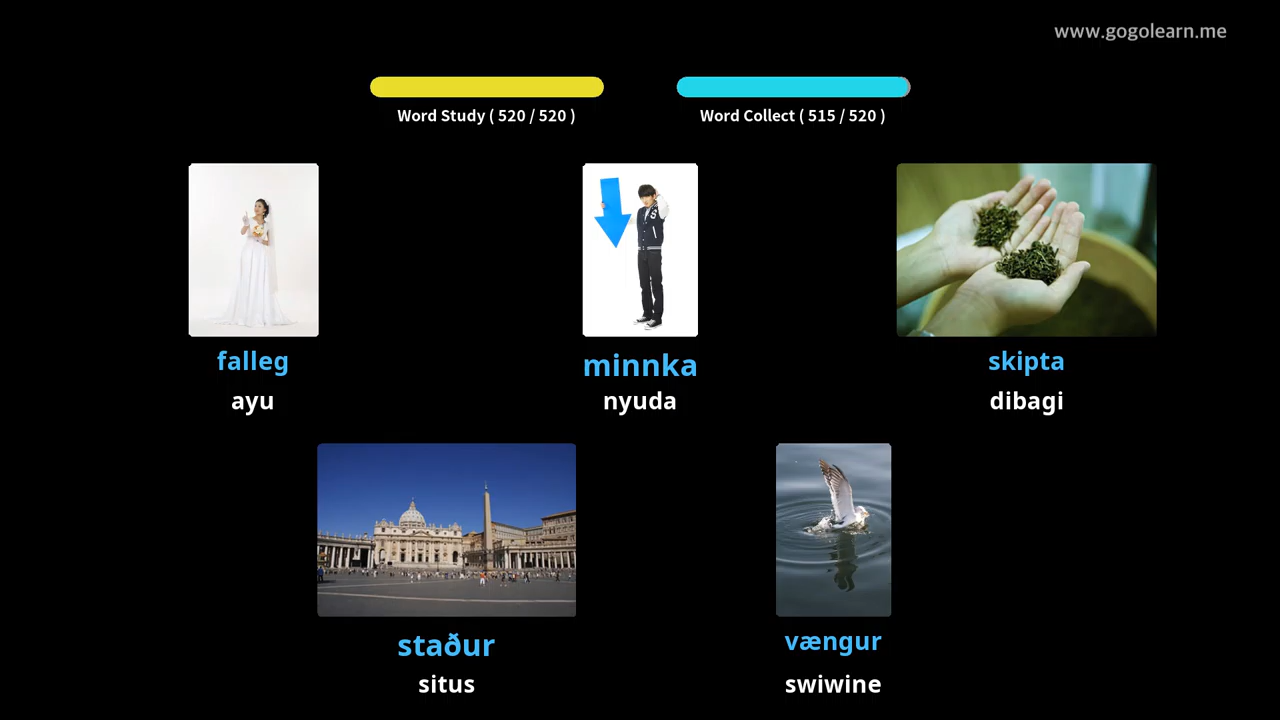 www.gogolearn.me
Word Study ( 520 / 520 )
Word Collect ( 515 / 520 )
falleg
ayu
minnka
nyuda
skipta
dibagi
staður
situs
vængur
swiwine